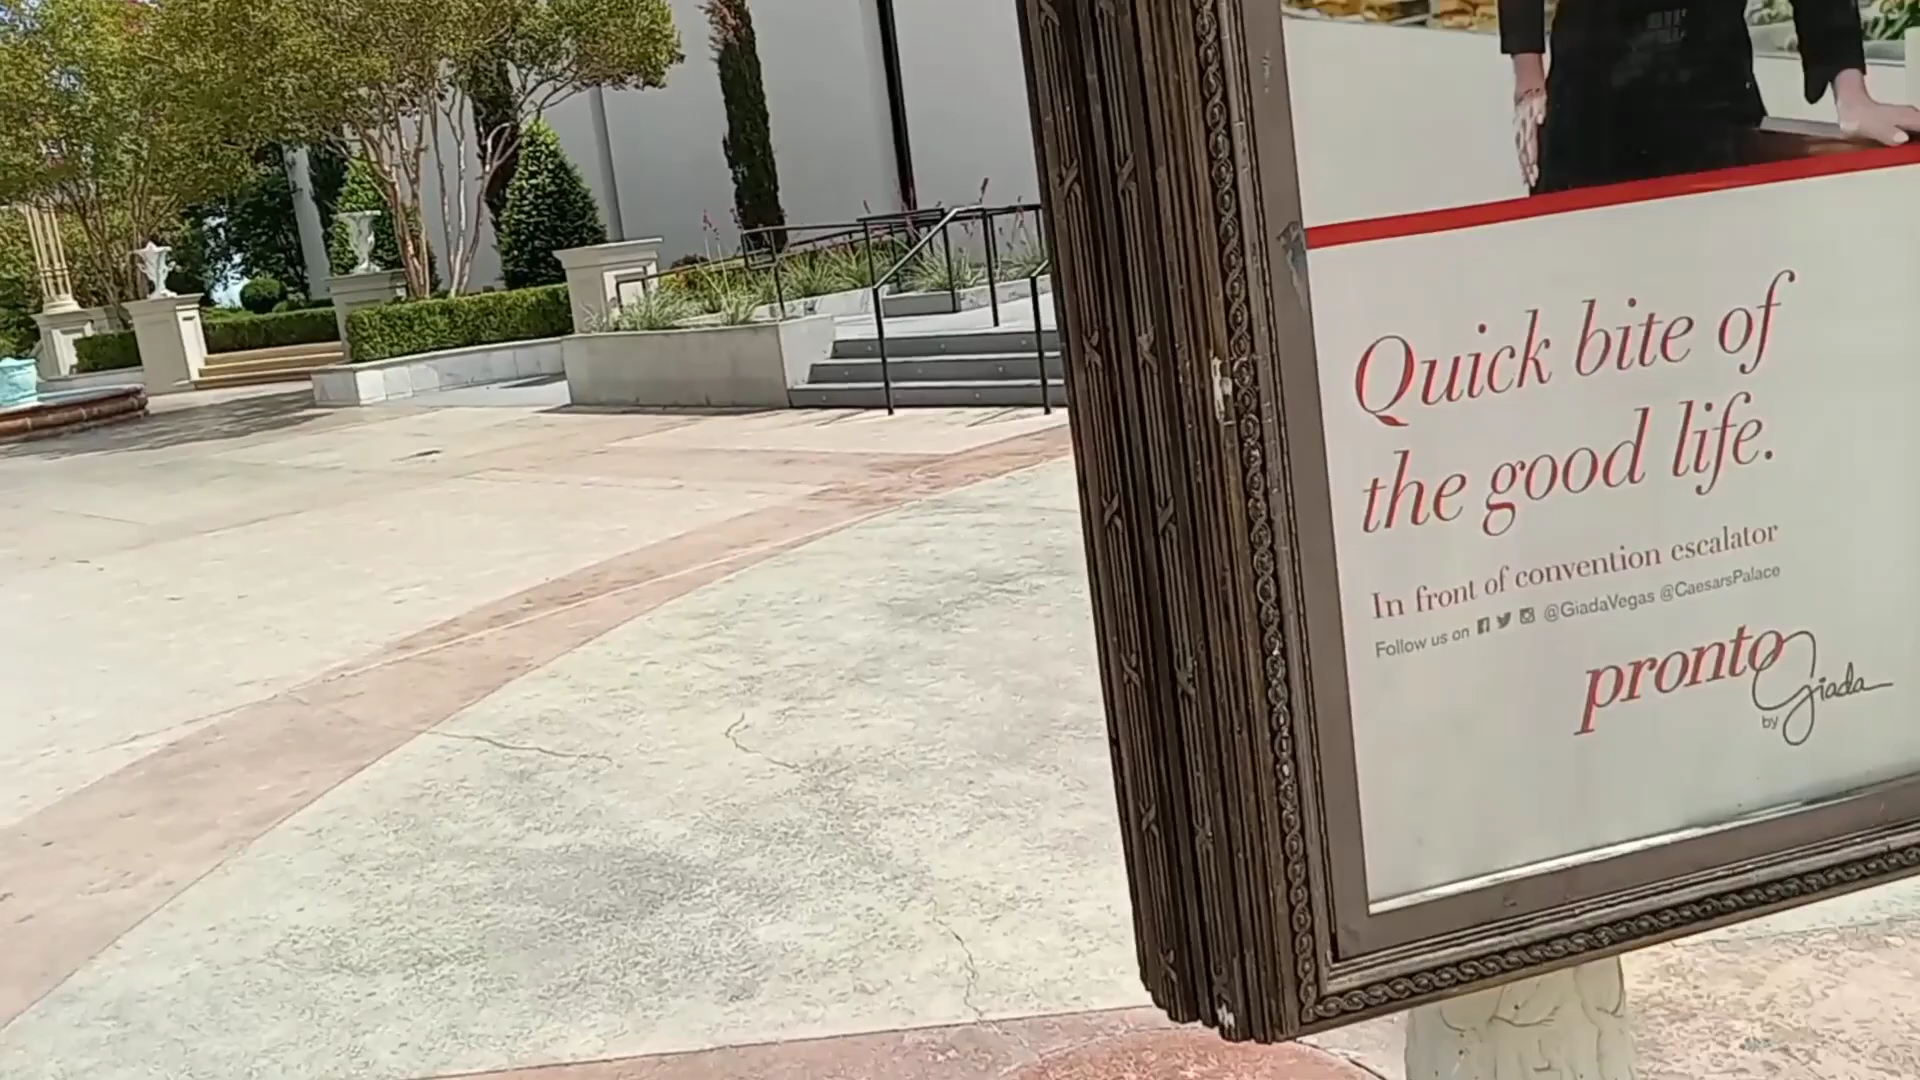 Quick bite of
the good life.
In front of convention escalator
Follow us on @GiadaVegas @CaesarsPalace
pronto
by Giada